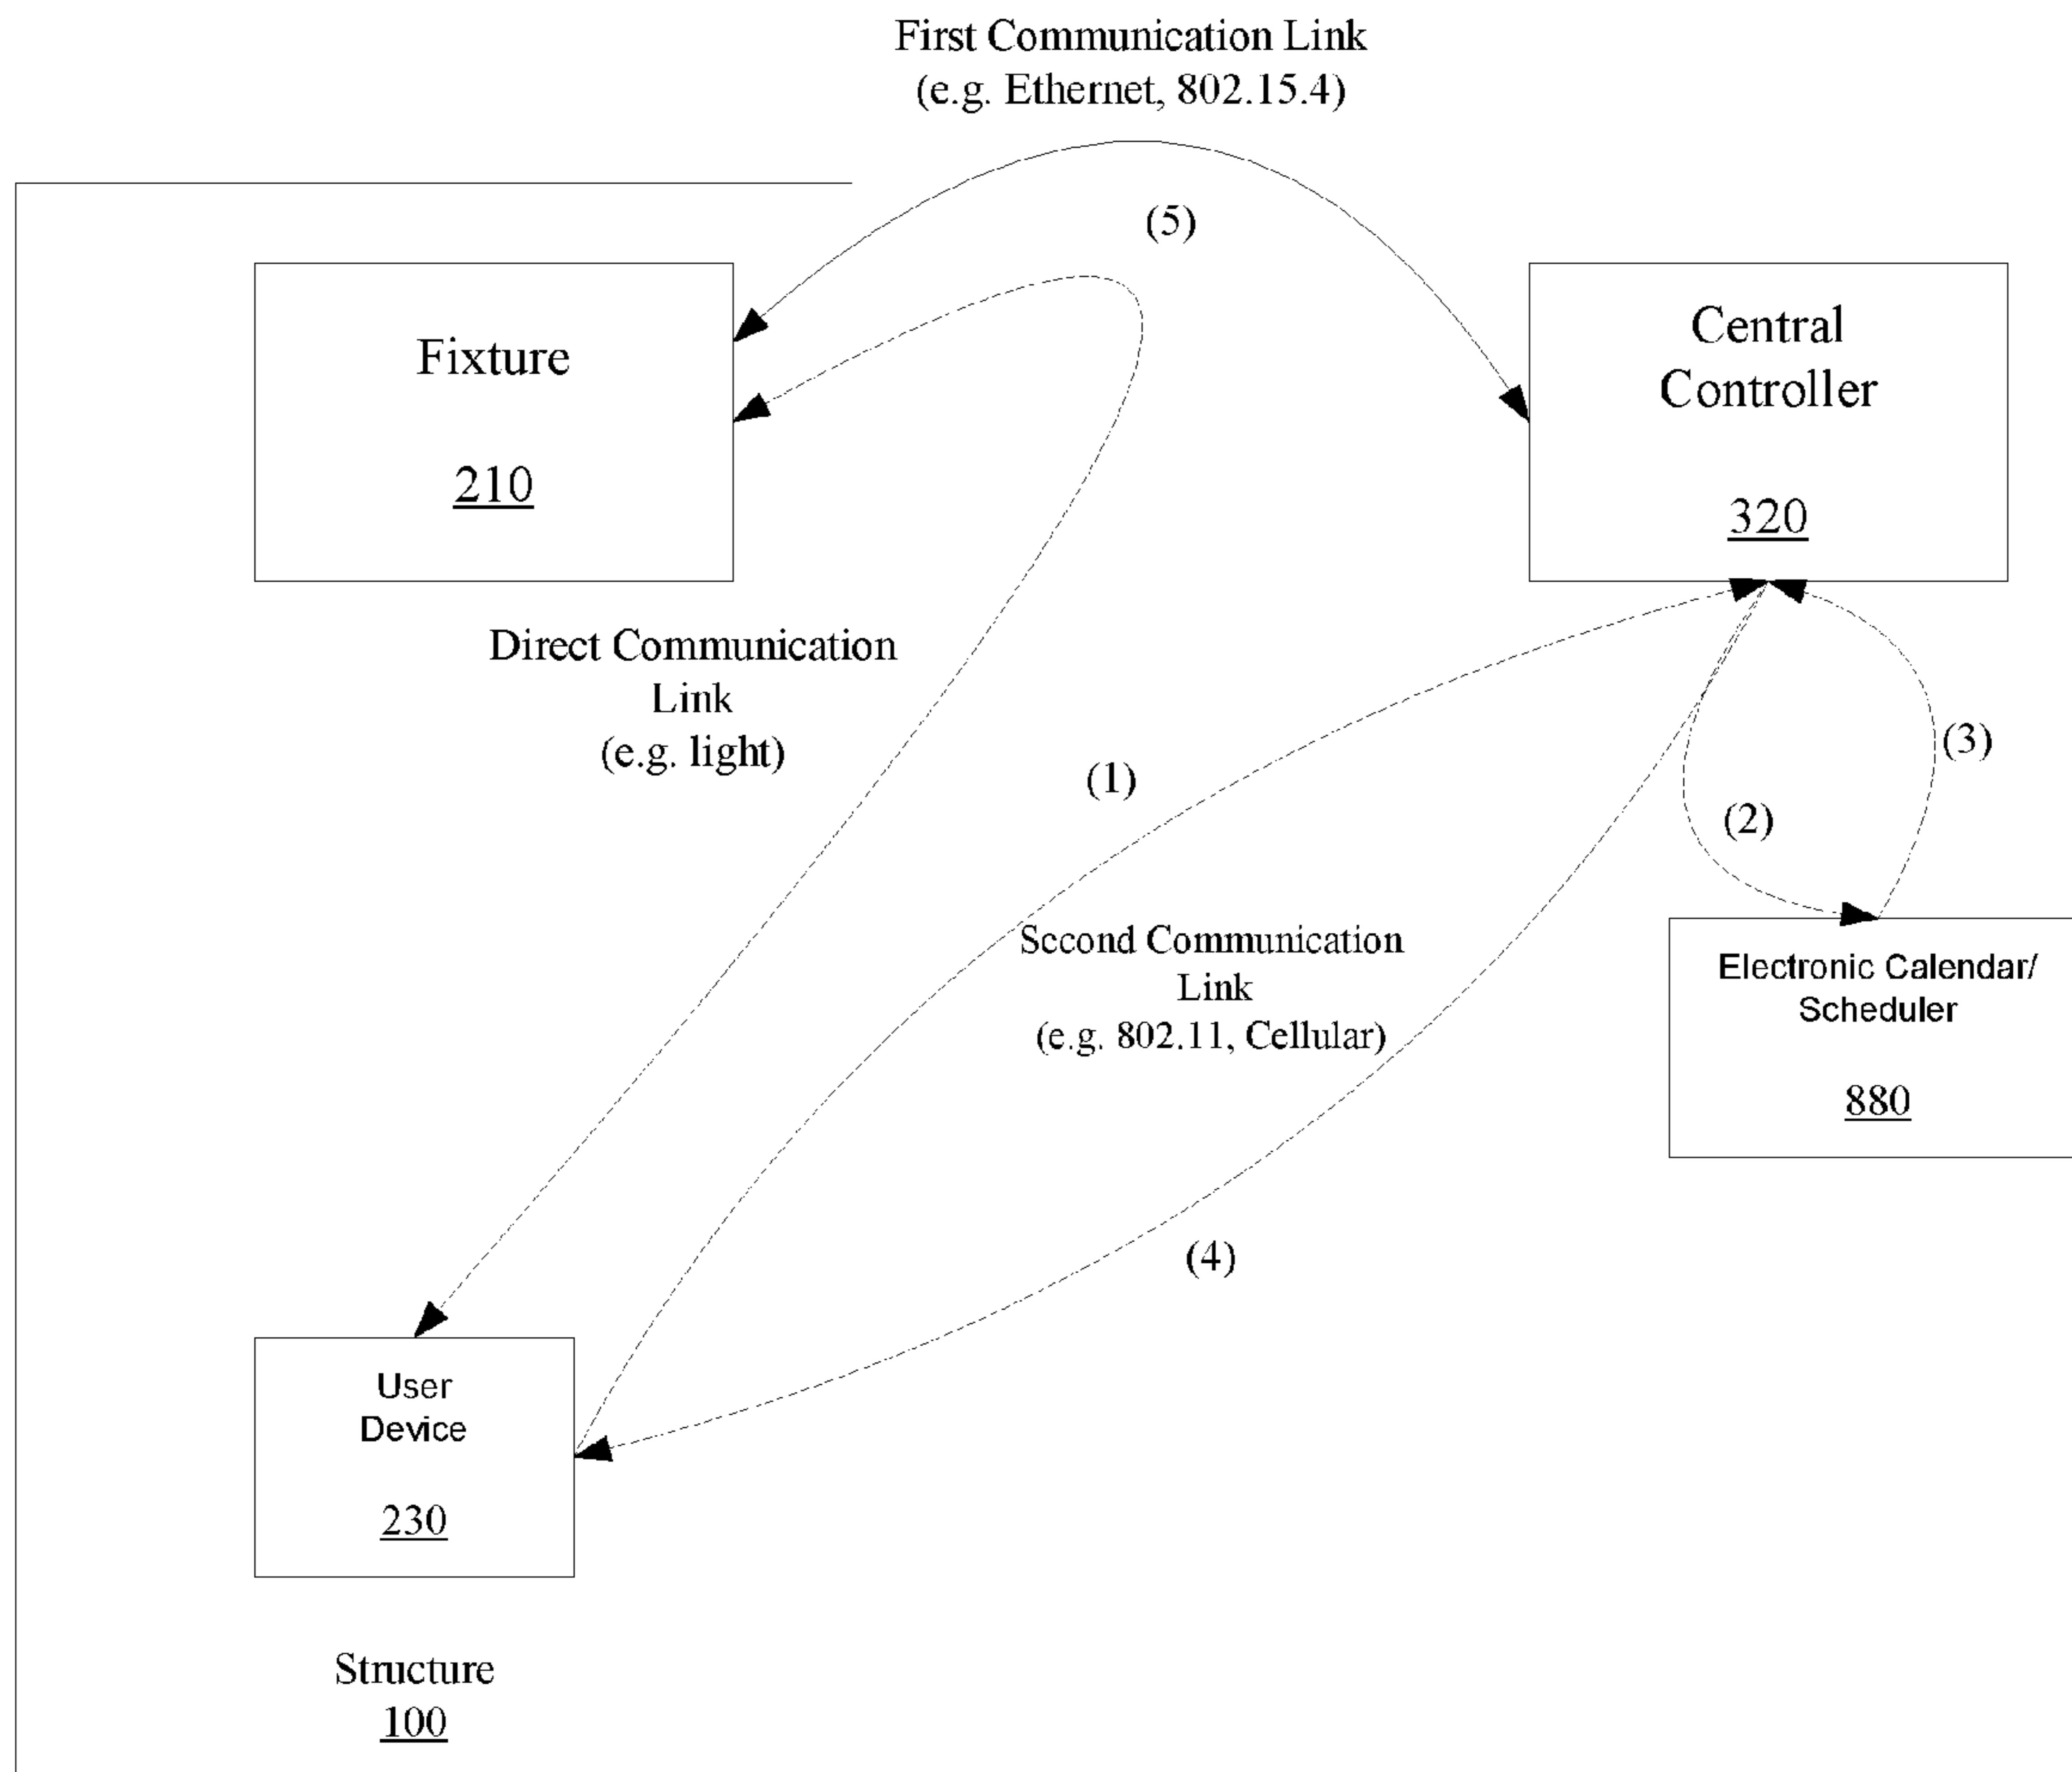 First Communication Link
(e.g. Ethernet, 802.15.4)
(5)
Fixture
210
Central
Controller
320
Direct Communication
Link
(e.g. light)
(1)
(3)
(2)
Second Communication
Link
(e.g. 802.11, Cellular)
Electronic Calendar/
Scheduler
880
(4)
User
Device
230
Structure
100